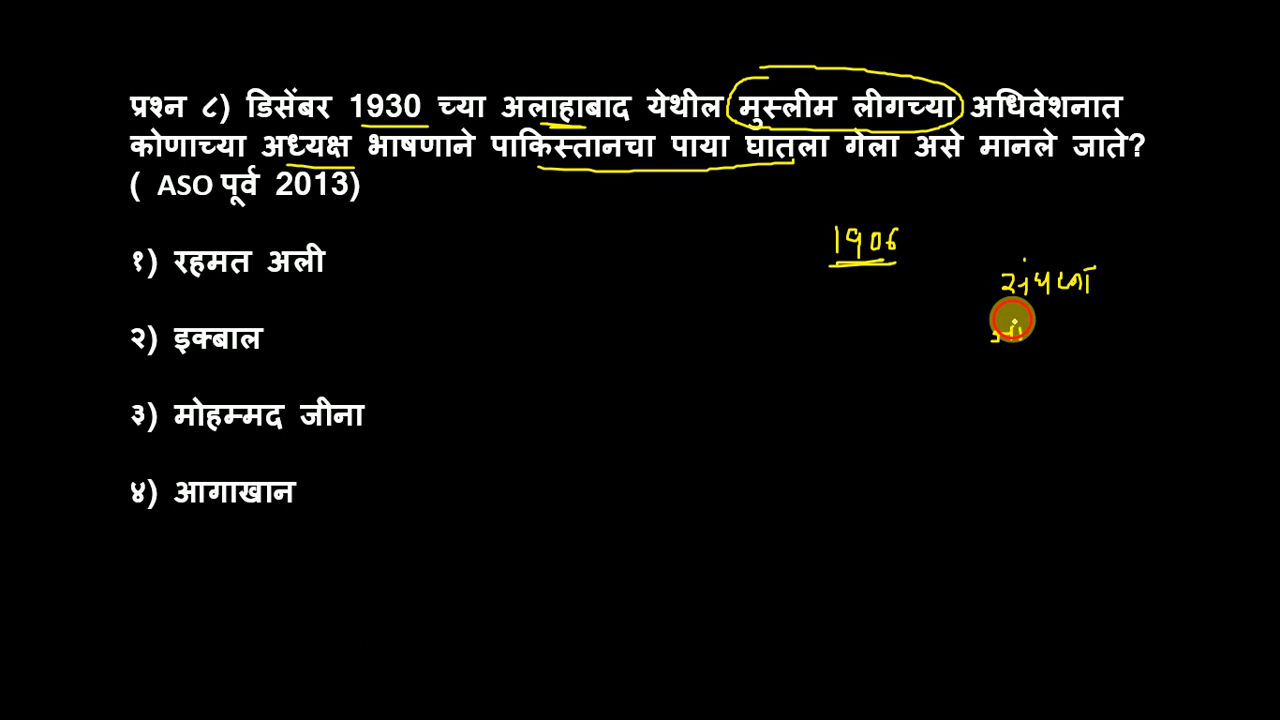 प्रश्न ८) डिसेंबर 1930 च्या अलाहाबाद येथील मुस्लीम लीगच्या अधिवेशनात
कोणाच्या अध्यक्ष भाषणाने पाकिस्तानचा पाया घातला गेला असे मानले जाते?
( ASO पूर्व 2013)
1906
१) रहमत अली
२) इक्बाल
३) मोहम्मद जीना
४) आगाखान